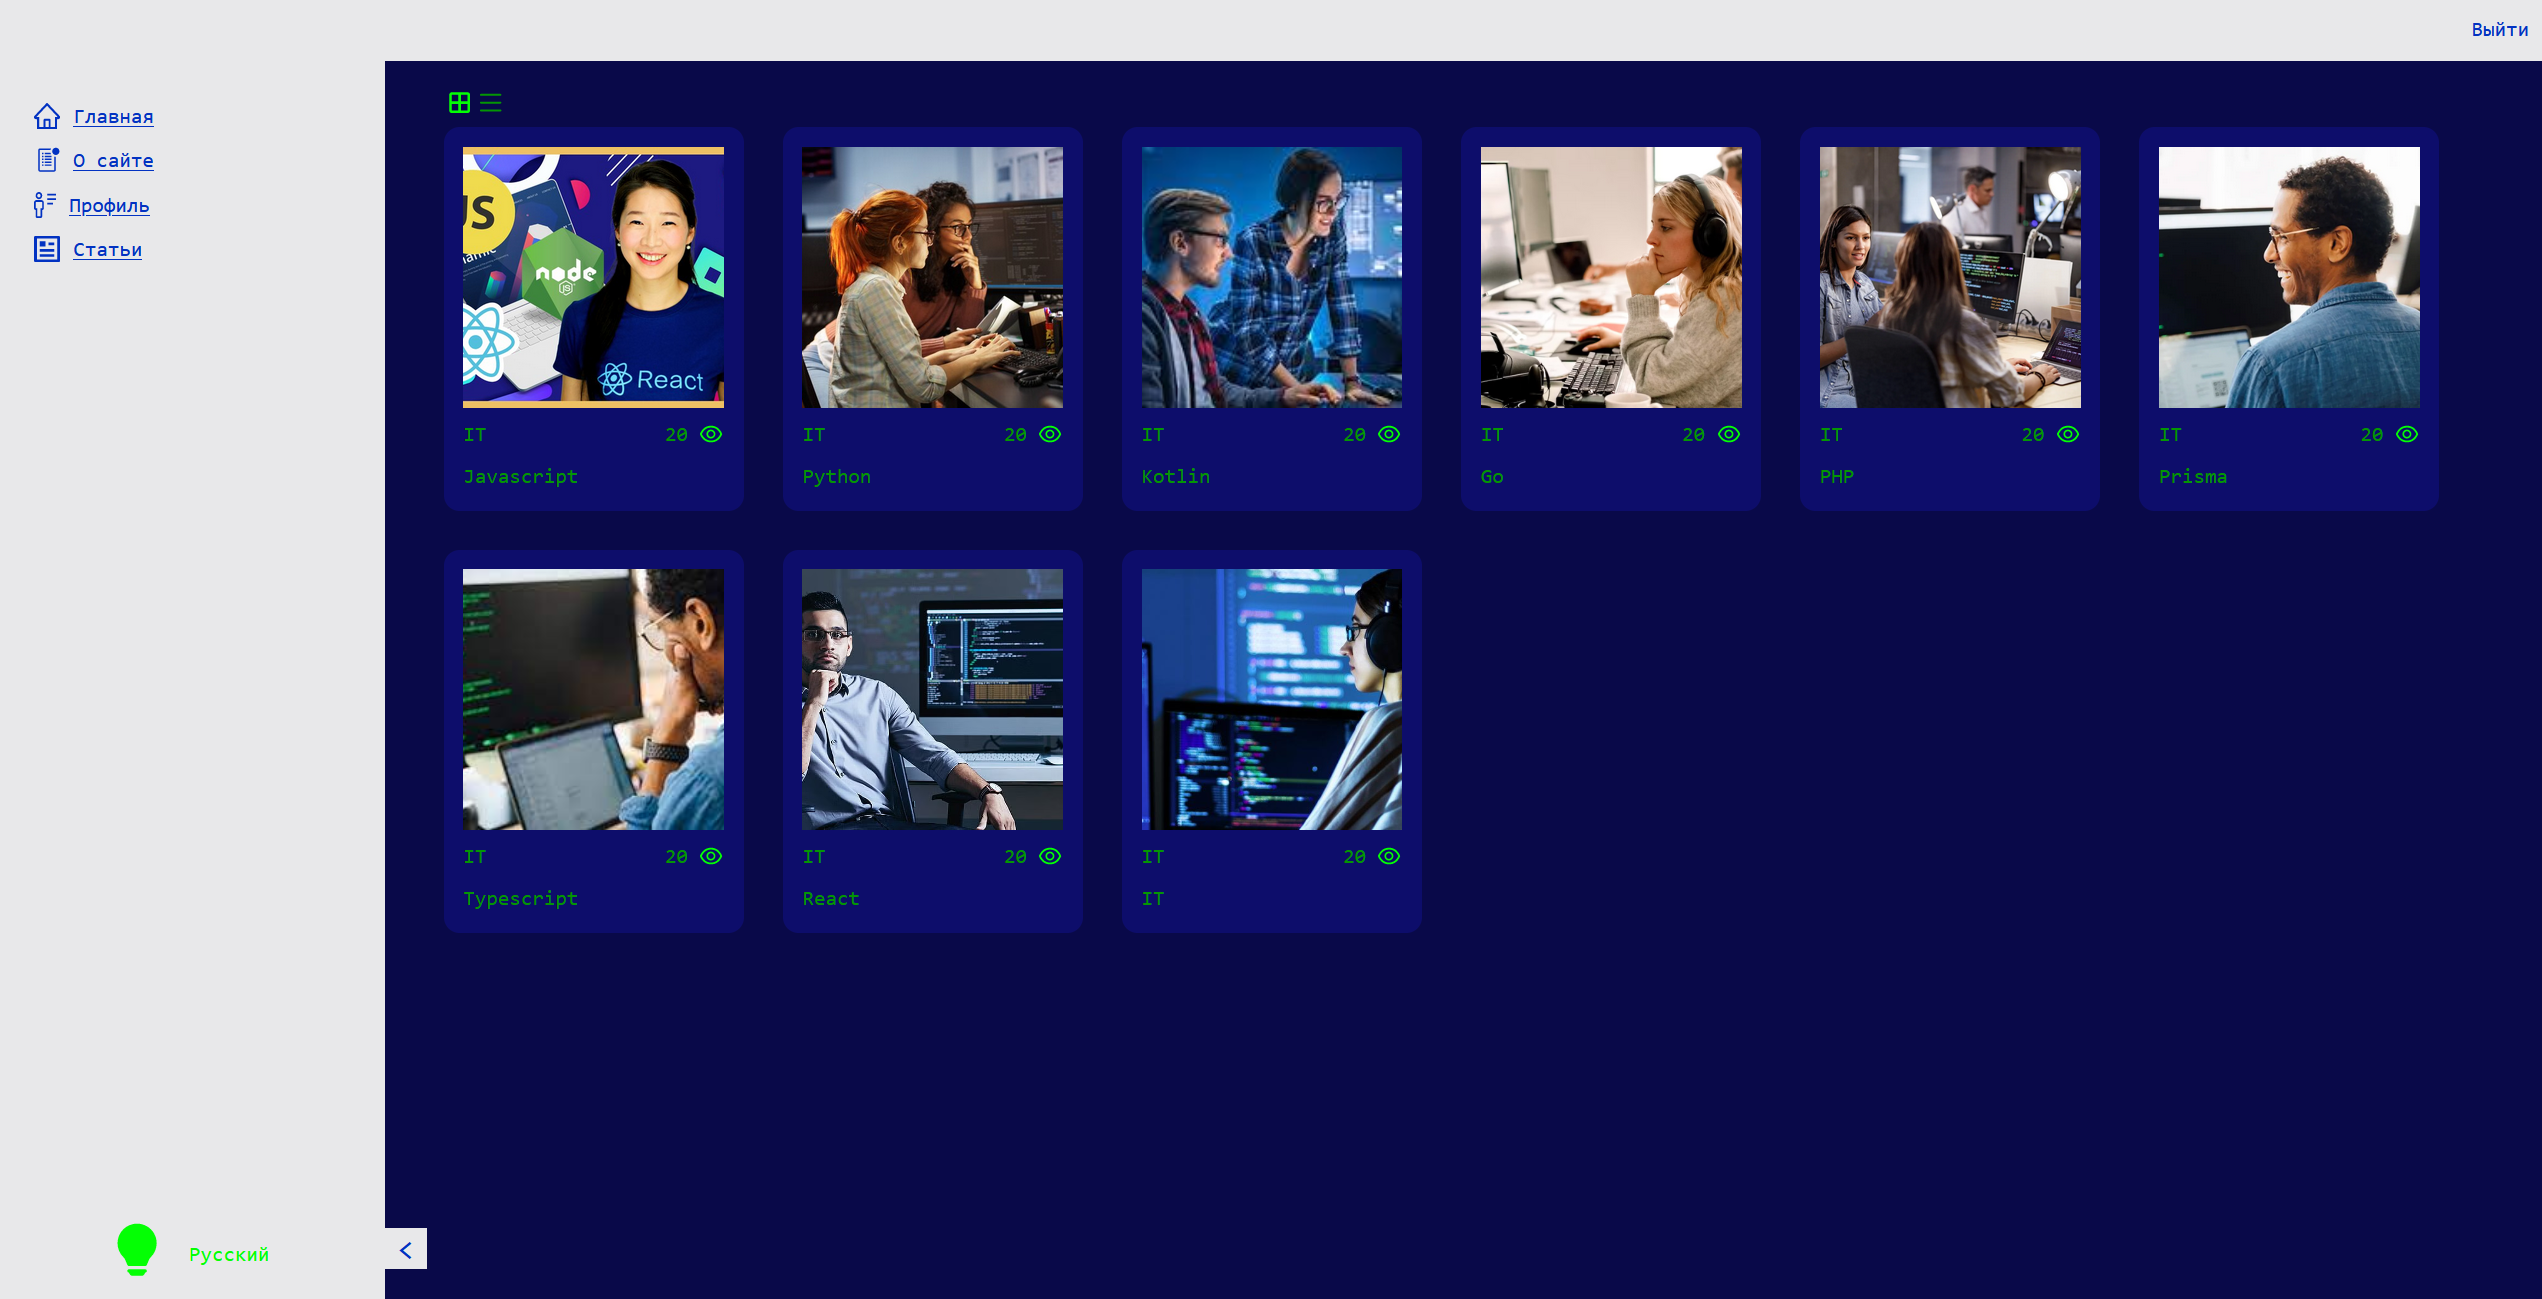 Выйти
Главная
О сайте
Профиль
Статьи
JS
node
JS
React
IT 20
Javascript
IT 20
Python
IT 20
Kotlin
IT 20
Go
IT 20
PHP
IT 20
Prisma
IT 20
Typescript
IT 20
React
IT 20
IT
Русский